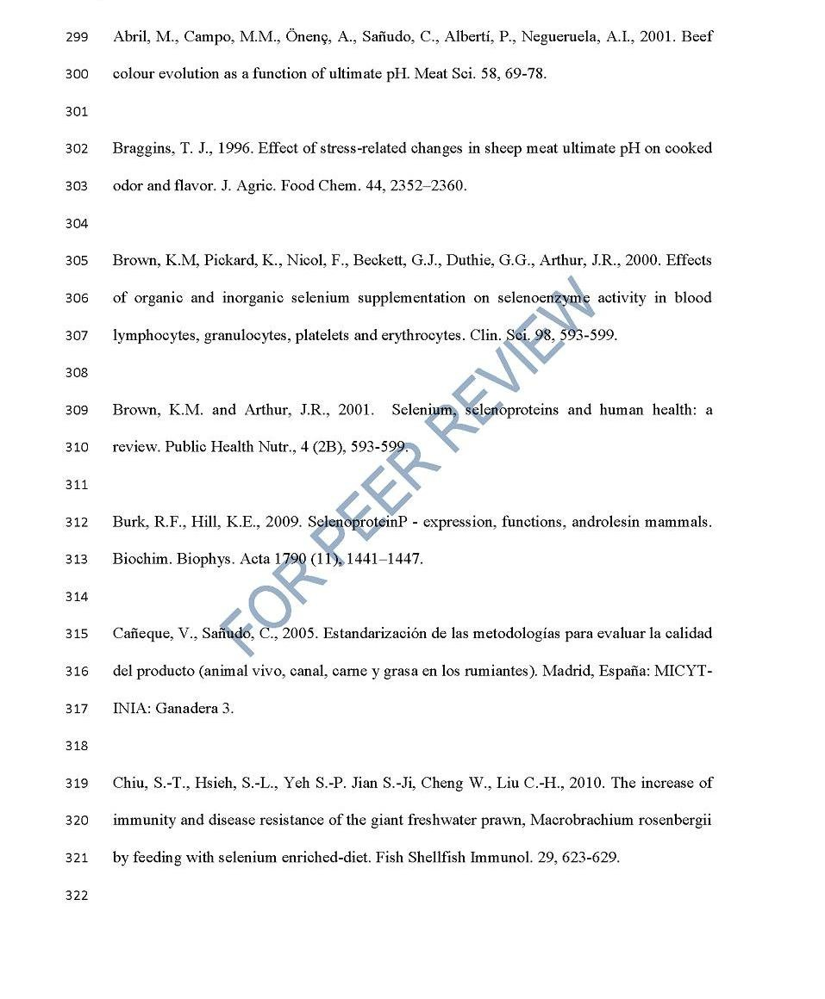 299 Abril, M., Campo, M.M., Önenç, A., Sañudo, C., Albertí, P., Negueruela, A.I., 2001. Beef
300 colour evolution as a function of ultimate pH. Meat Sci. 58, 69-78.
301
302 Braggins, T. J., 1996. Effect of stress-related changes in sheep meat ultimate pH on cooked
303 odor and flavor. J. Agric. Food Chem. 44, 2352–2360.
304
305 Brown, K.M, Pickard, K., Nicol, F., Beckett, G.J., Duthie, G.G., Arthur, J.R., 2000. Effects
306 of organic and inorganic selenium supplementation on selenoenzyme activity in blood
307 lymphocytes, granulocytes, platelets and erythrocytes. Clin. Sci. 98, 593-599.
308
309 Brown, K.M. and Arthur, J.R., 2001. Selenium, selenoproteins and human health: a
310 review. Public Health Nutr., 4 (2B), 593-599.
311
312 Burk, R.F., Hill, K.E., 2009. SelenoproteinP - expression, functions, androlesin mammals.
313 Biochim. Biophys. Acta 1790 (11), 1441–1447.
314
315 Cañeque, V., Sañudo, C., 2005. Estandarización de las metodologías para evaluar la calidad
316 del producto (animal vivo, canal, carne y grasa en los rumiantes). Madrid, España: MICYT-
317 INIA: Ganadera 3.
318
319 Chiu, S.-T., Hsieh, S.-L., Yeh S.-P. Jian S.-Ji, Cheng W., Liu C.-H., 2010. The increase of
320 immunity and disease resistance of the giant freshwater prawn, Macrobrachium rosenbergii
321 by feeding with selenium enriched-diet. Fish Shellfish Immunol. 29, 623-629.
322
FOR PEER REVIEW